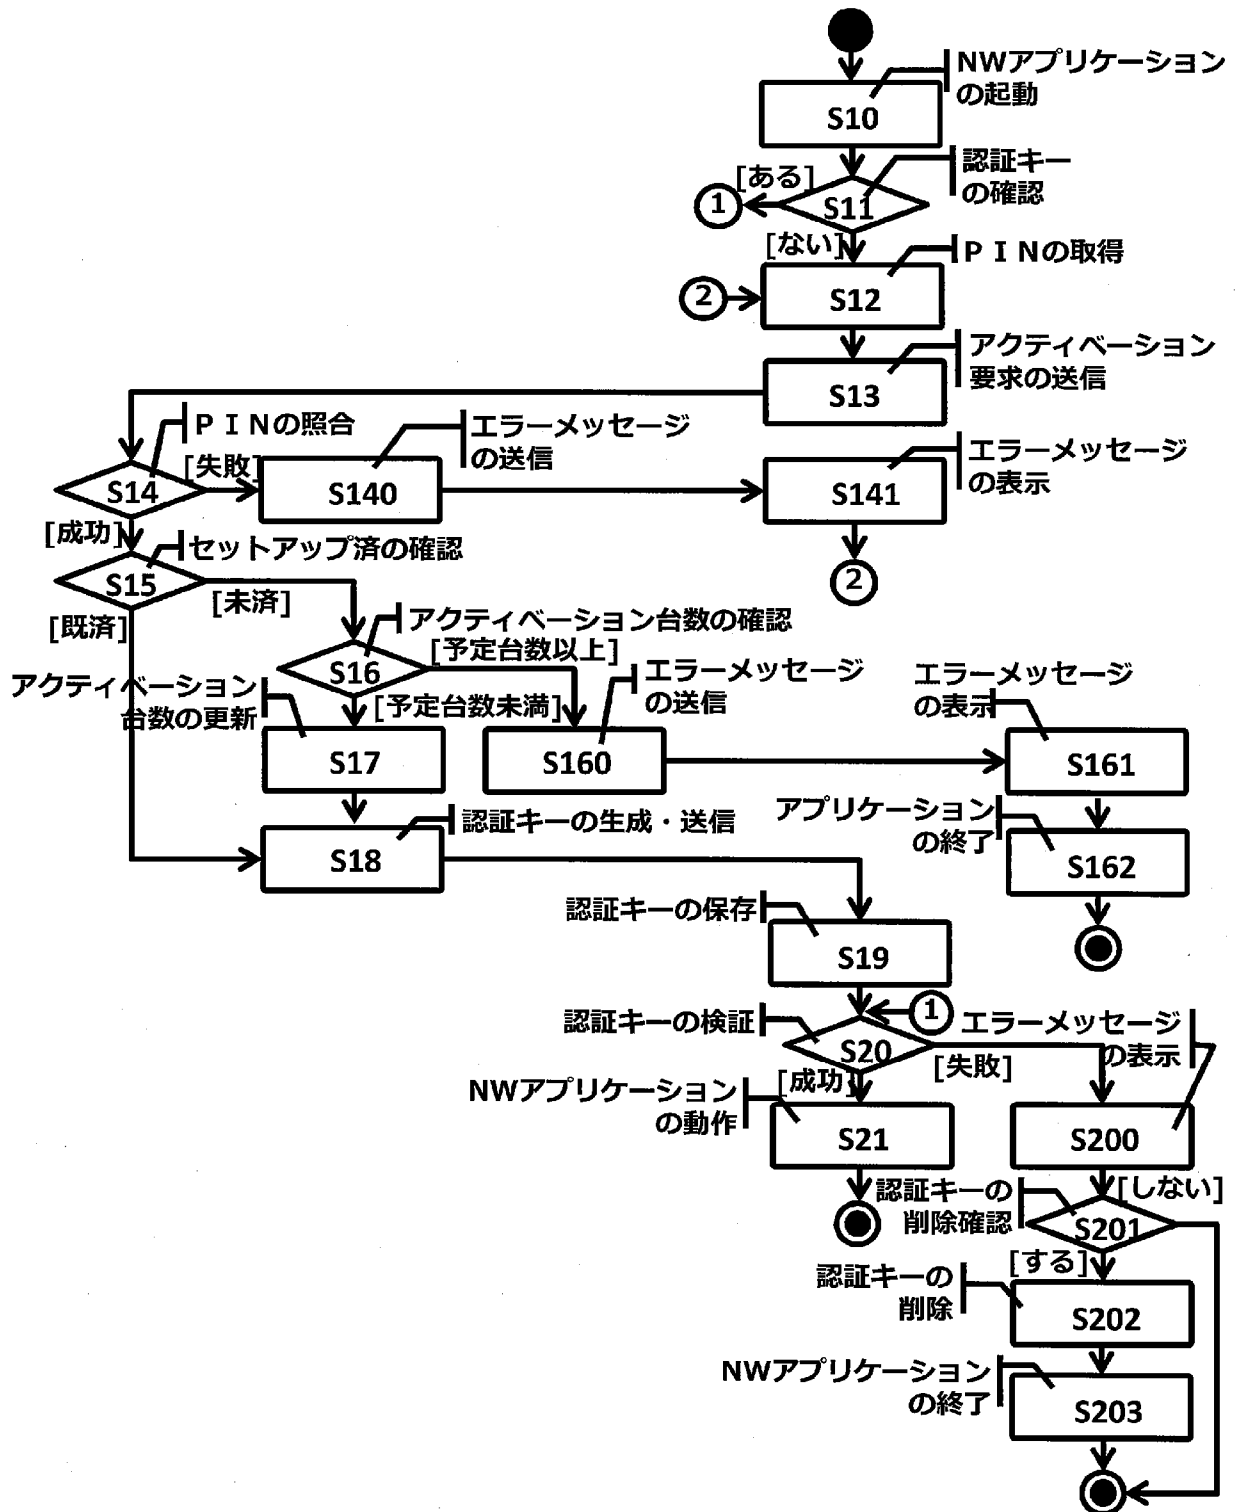 NWアプリケーション
の起動
S10
認証キー
の確認
[ある]
1
S11
[ない]
ＰＩＮの取得
2
S12
アクティベーション
要求の送信
S13
ＰＩＮの照合
エラーメッセージ
の送信
エラーメッセージ
の表示
[失敗]
S14
S140
S141
[成功]
セットアップ済の確認
2
S15
[未済]
[既済]
アクティベーション台数の確認
[予定台数以上]
S16
エラーメッセージ
の送信
エラーメッセージ
の表示
アクティベーション
台数の更新
[予定台数未満]
S17
S160
S161
アプリケーション
の終了
認証キーの生成・送信
S18
S162
認証キーの保存
S19
1
認証キーの検証
エラーメッセージ
の表示
S20
[失敗]
[成功]
NWアプリケーション
の動作
S21
S200
[しない]
認証キーの
削除確認
S201
[する]
認証キーの
削除
S202
NWアプリケーション
の終了
S203